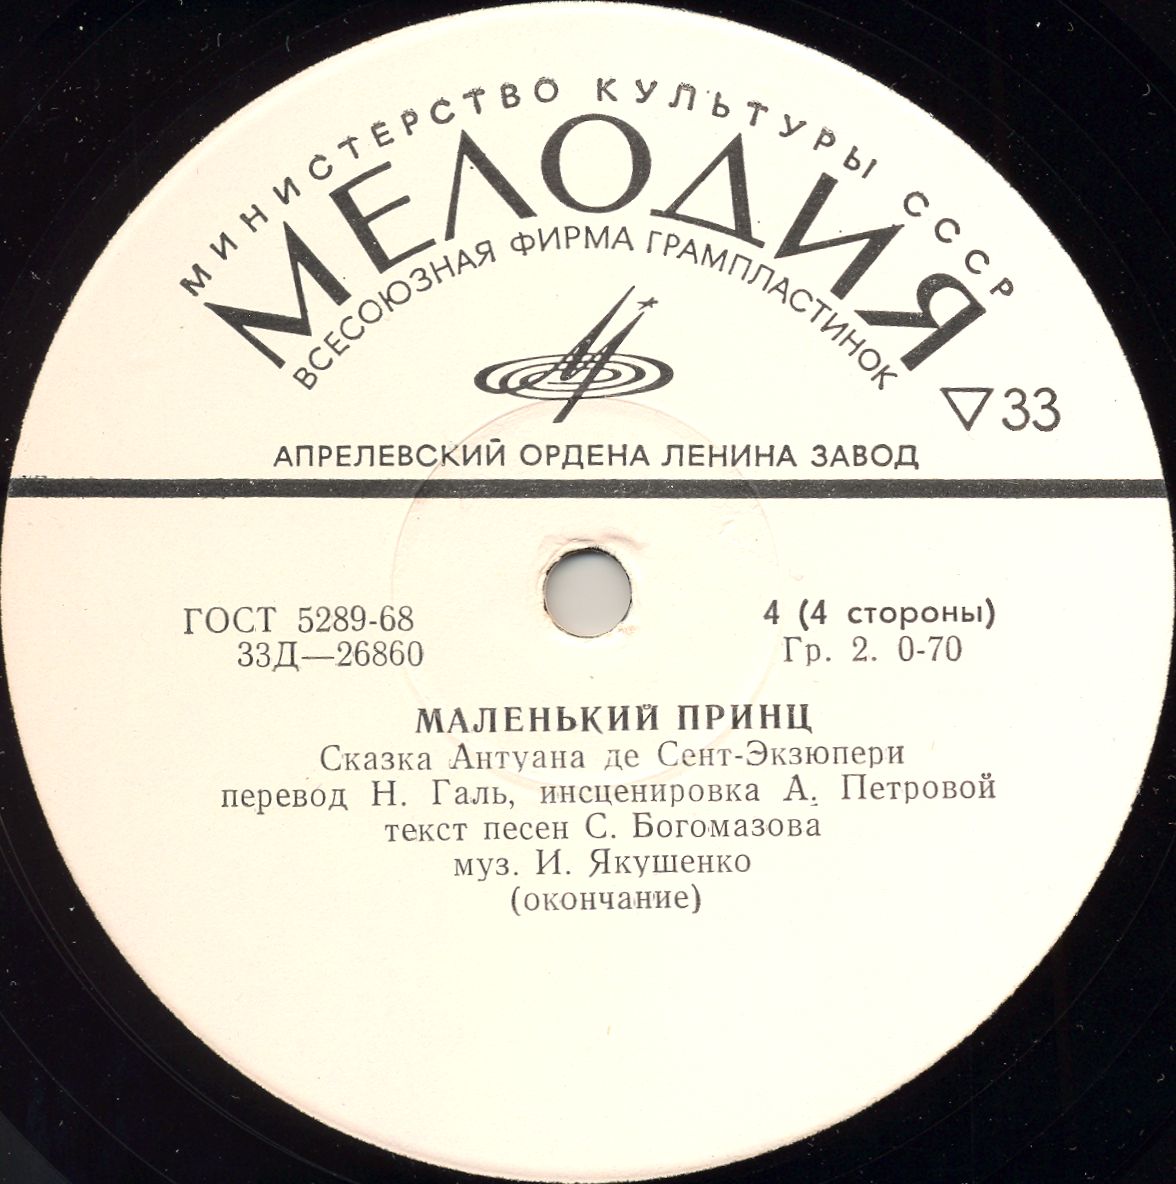 МИНИСТЕРСТВО КУЛЬТУРЫ СССР
МЕЛОДИЯ
ВСЕСОЮЗНАЯ ФИРМА ГРАМПЛАСТИНОК
33
АПРЕЛЕВСКИЙ ОРДЕНА ЛЕНИНА ЗАВОД
ГОСТ 5289-68
4 (4 стороны)
33Д—26860
Гр. 2. 0-70
МАЛЕНЬКИЙ ПРИНЦ
Сказка Антуана де Сент-Экзюпери
перевод Н. Галь, инсценировка А. Петровой
текст песен С. Богомазова
муз. И. Якушенко
(окончание)